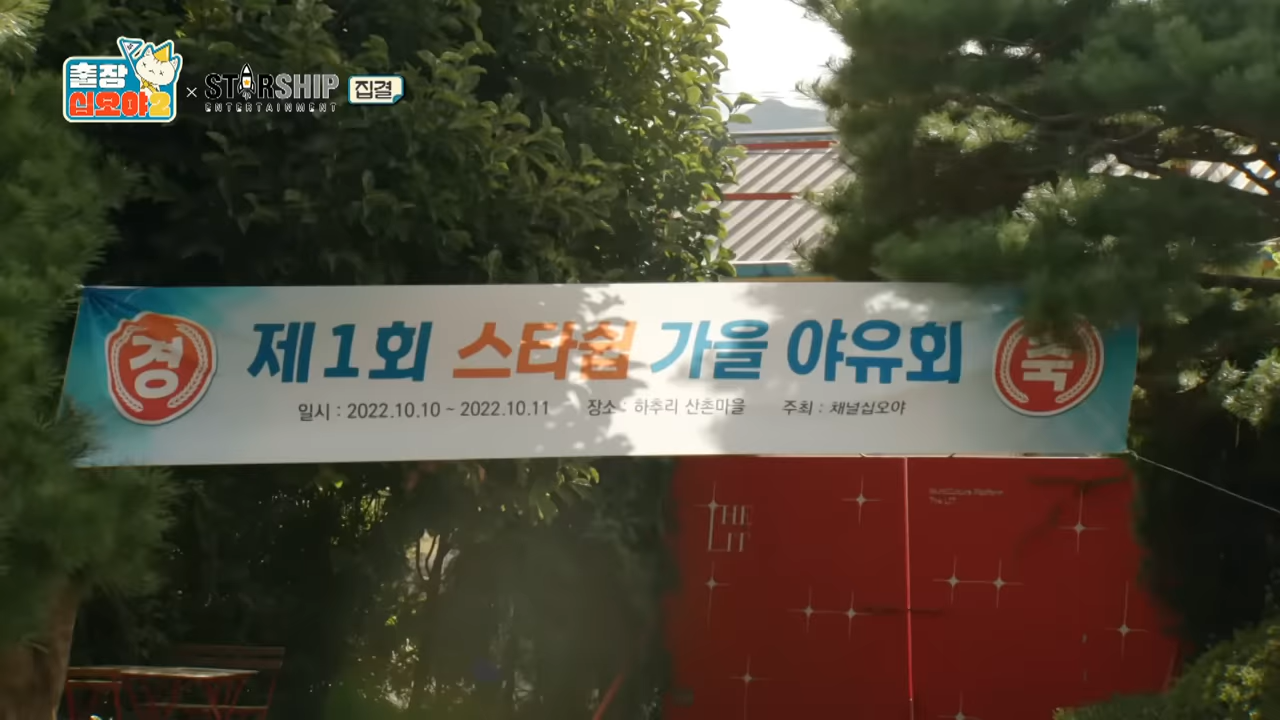 출장
십오야2
×
STARSHIP
ENTERTAINMENT
집결
경
제1회 스타쉽 가을 야유회
축
일시 : 2022.10.10 ~ 2022.10.11 장소 : 하추리 산촌마을 주최 : 채널십오야
THE
LIT